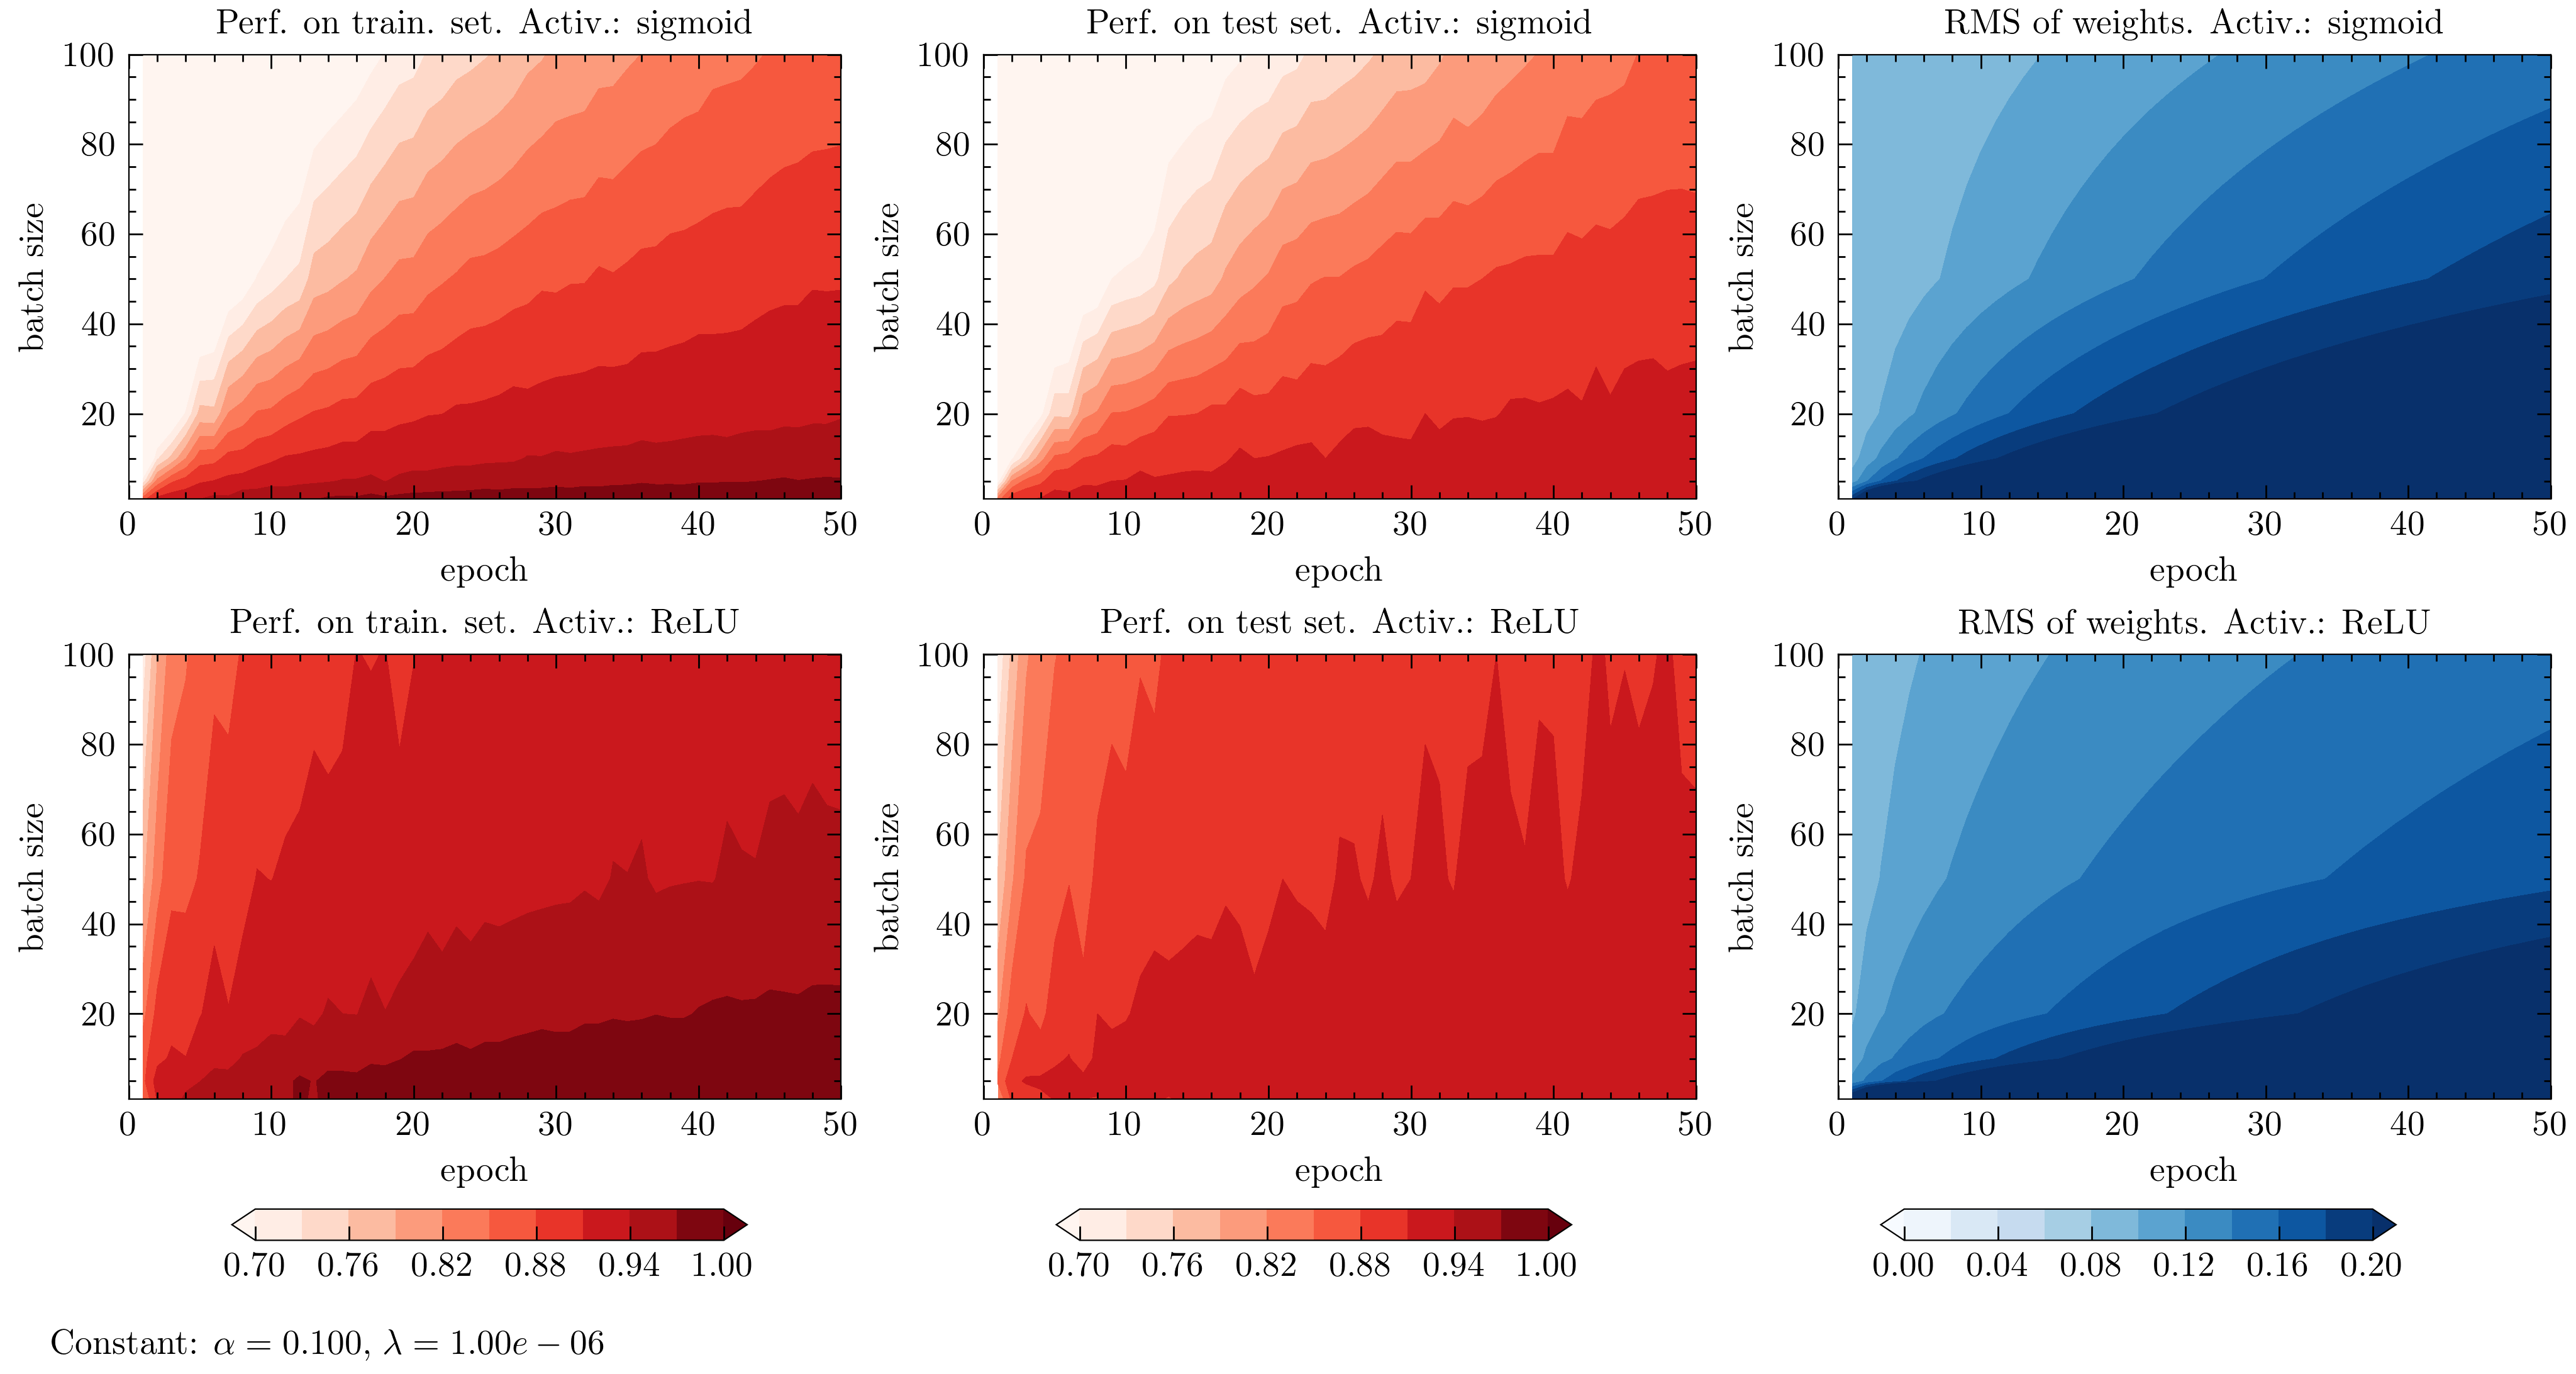 Perf. on train. set. Activ.: sigmoid
Perf. on test set. Activ.: sigmoid
RMS of weights. Activ.: sigmoid
100
80
60
40
20
batch size
0 10 20 30 40 50
epoch
100
80
60
40
20
batch size
0 10 20 30 40 50
epoch
100
80
60
40
20
batch size
0 10 20 30 40 50
epoch
Perf. on train. set. Activ.: ReLU
Perf. on test set. Activ.: ReLU
RMS of weights. Activ.: ReLU
100
80
60
40
20
batch size
0 10 20 30 40 50
epoch
100
80
60
40
20
batch size
0 10 20 30 40 50
epoch
100
80
60
40
20
batch size
0 10 20 30 40 50
epoch
0.70 0.76 0.82 0.88 0.94 1.00
0.70 0.76 0.82 0.88 0.94 1.00
0.00 0.04 0.08 0.12 0.16 0.20
Constant: α = 0.100, λ = 1.00e − 06